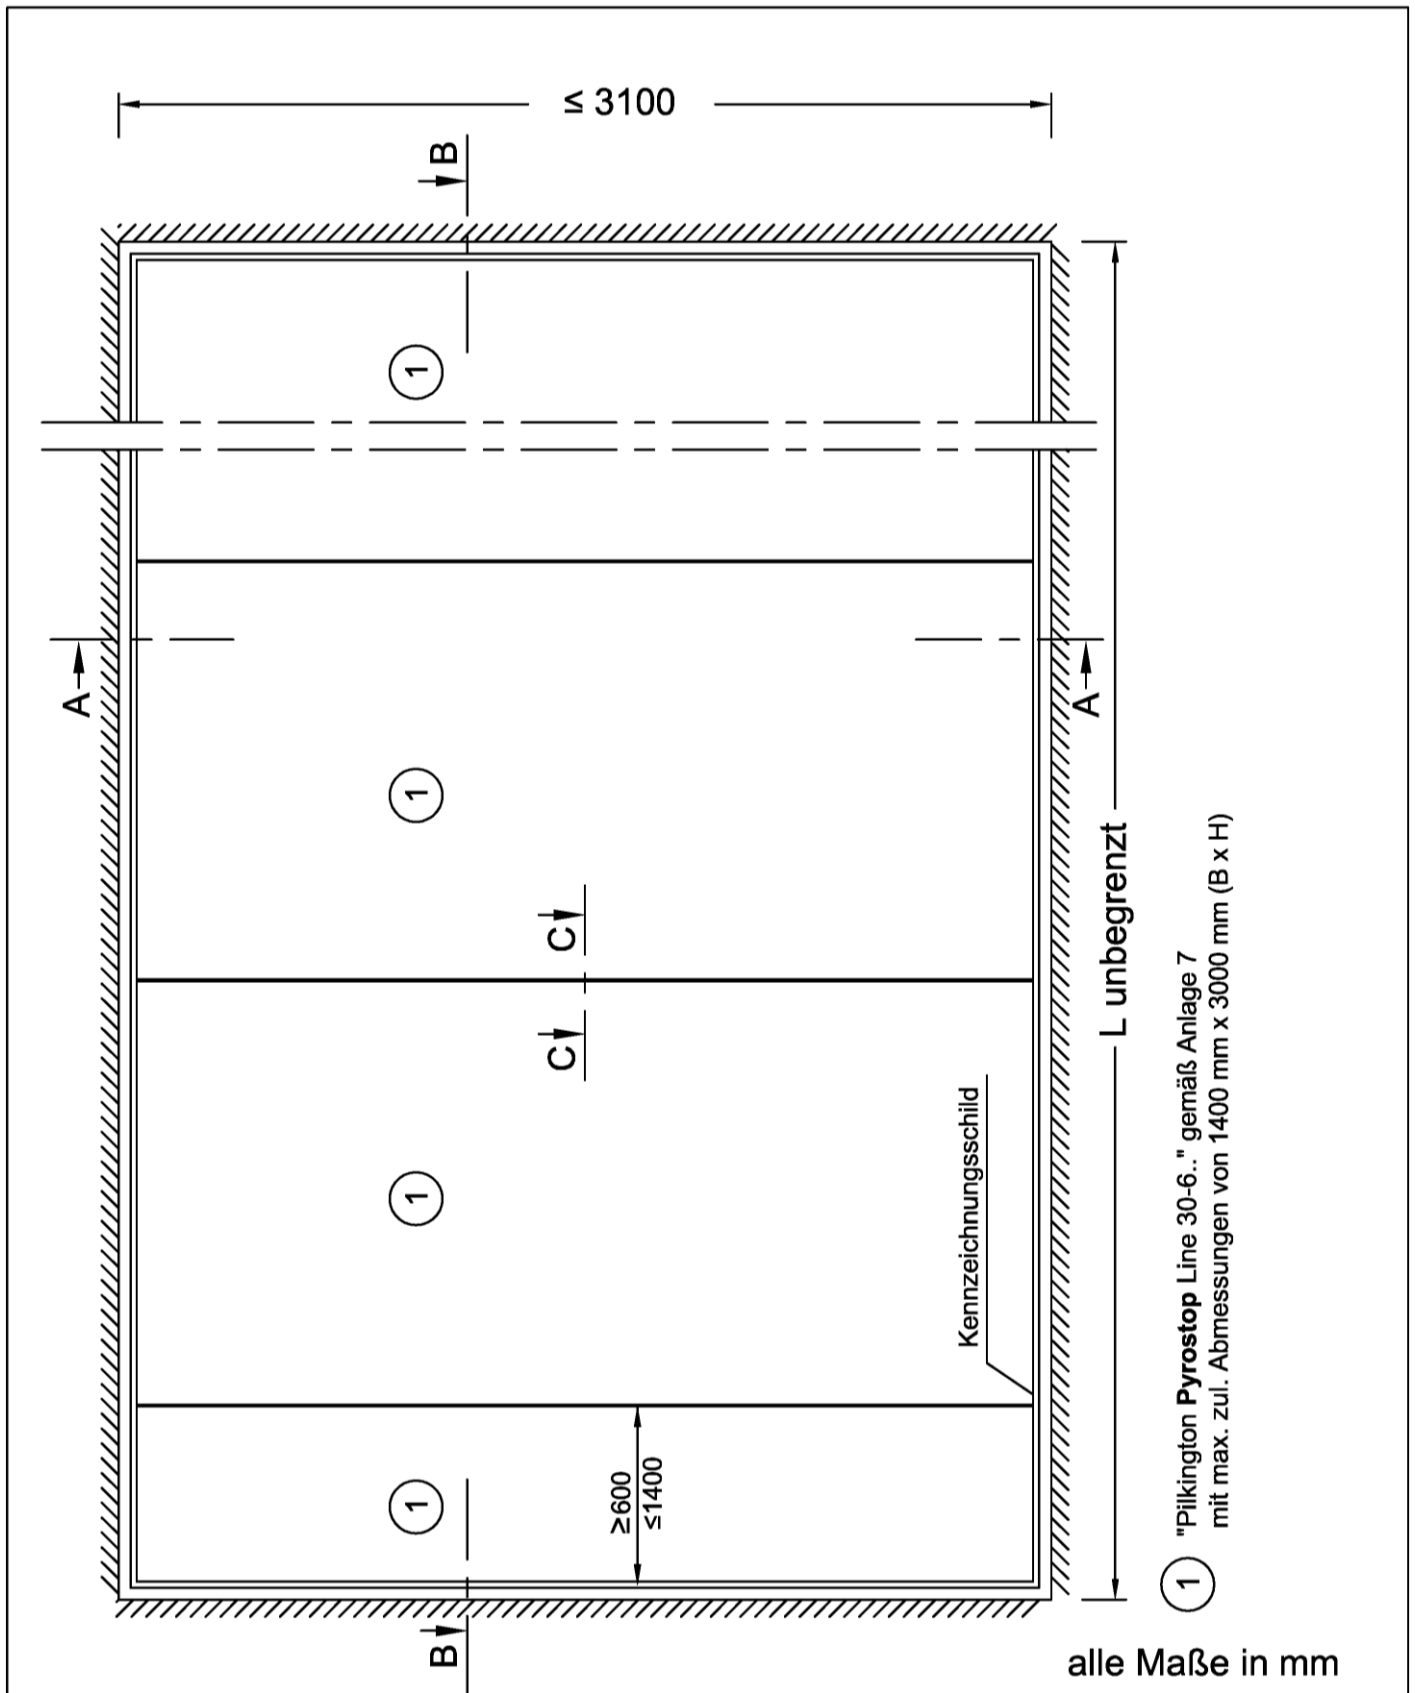 ≤ 3100
B
1
A
A
1
C
C
L unbegrenzt
1
Kennzeichnungsschild
1
≥600
≤1400
B
1 "Pilkington Pyrostop Line 30-6.." gemäß Anlage 7
mit max. zul. Abmessungen von 1400 mm x 3000 mm (B x H)
alle Maße in mm